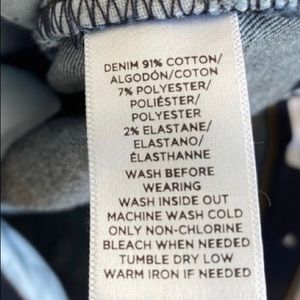 DENIM 91% COTTON/
ALGODÓN/COTON
7% POLYESTER/
POLIÉSTER/
POLYESTER
2% ELASTANE/
ELASTANO/
ÉLASTHANNE
WASH BEFORE
WEARING
WASH INSIDE OUT
MACHINE WASH COLD
ONLY NON-CHLORINE
BLEACH WHEN NEEDED
TUMBLE DRY LOW
WARM IRON IF NEEDED